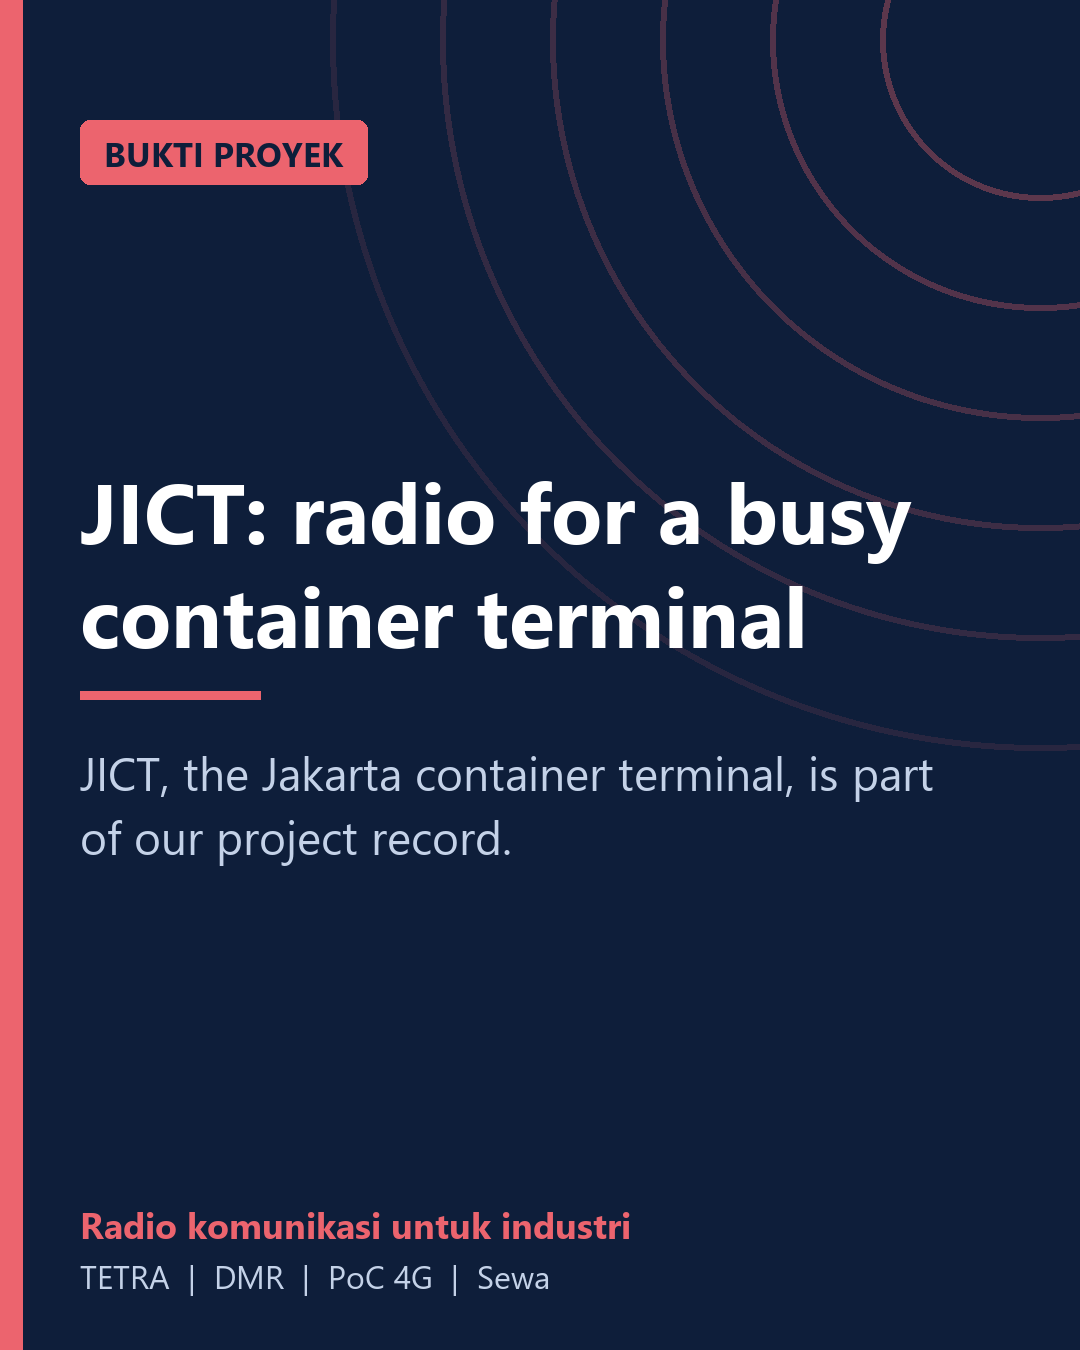 BUKTI PROYEK
JICT: radio for a busy
container terminal
JICT, the Jakarta container terminal, is part
of our project record.
Radio komunikasi untuk industri
TETRA | DMR | PoC 4G | Sewa